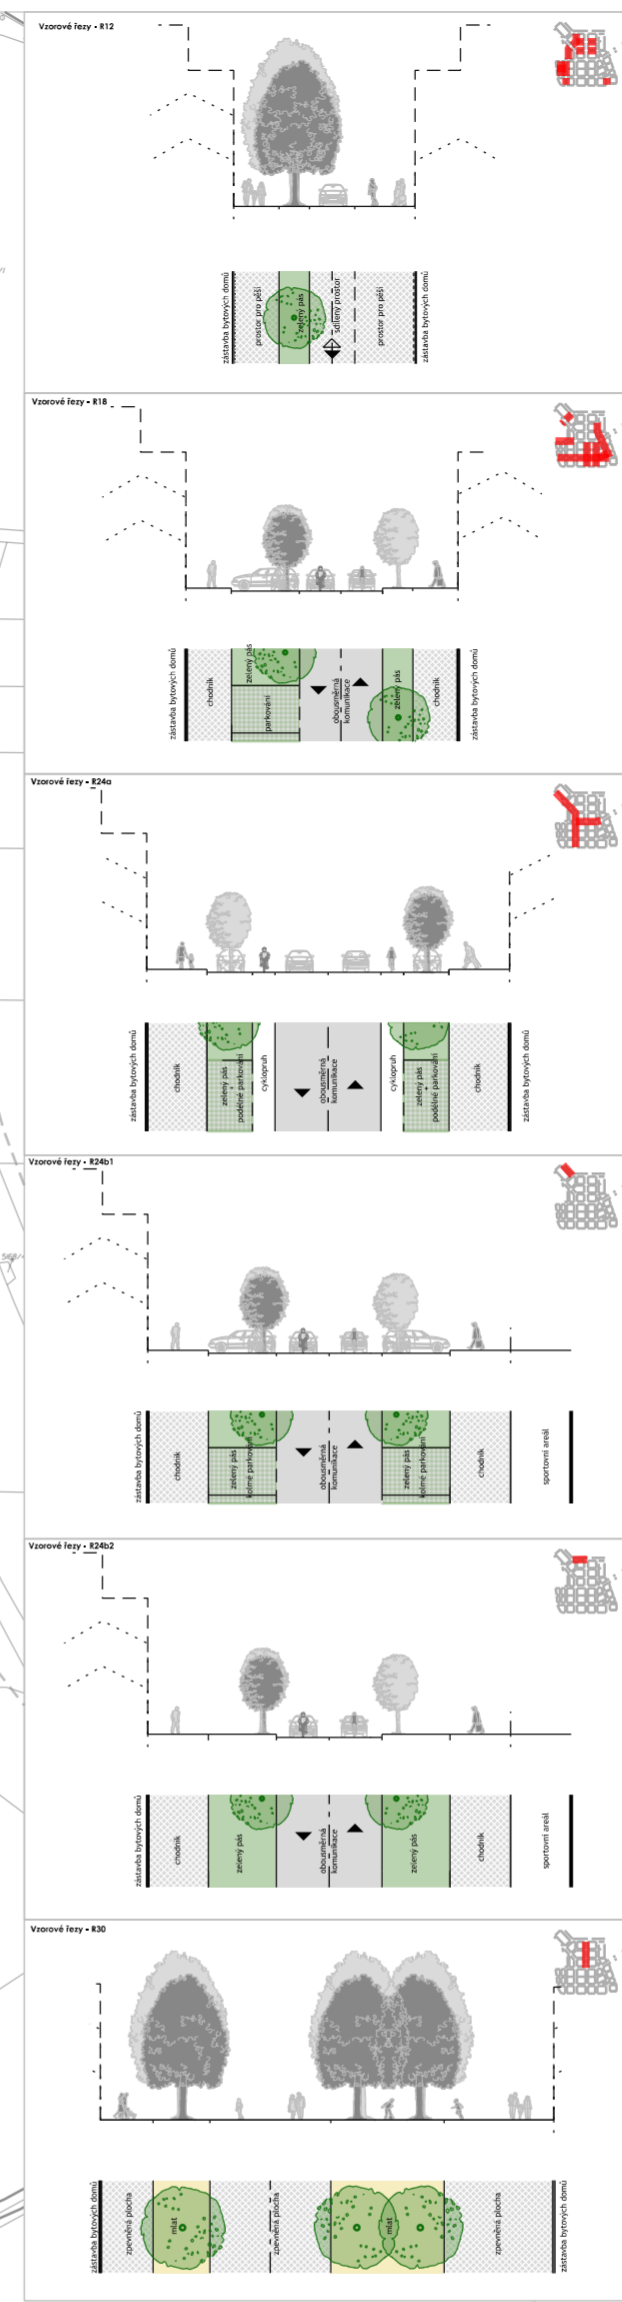 Vzorové řezy - R12
zástavba bytových domů
prostor pro pěší
zelený pás
sdílený prostor
prostor pro pěší
zástavba bytových domů
Vzorové řezy - R18
zástavba bytových domů
chodník
zelený pás
parkování
obousměrná
komunikace
zelený pás
chodník
zástavba bytových domů
Vzorové řezy - R24a
zástavba bytových domů
chodník
zelený pás
+
podélné parkování
cyklopruh
obousměrná
komunikace
cyklopruh
zelený pás
+
podélné parkování
chodník
zástavba bytových domů
Vzorové řezy - R24b1
zástavba bytových domů
chodník
zelený pás
kolmé parkování
obousměrná
komunikace
zelený pás
kolmé parkování
chodník
sportovní areál
Vzorové řezy - R24b2
zástavba bytových domů
chodník
zelený pás
obousměrná
komunikace
zelený pás
chodník
sportovní areál
Vzorové řezy - R30
zástavba bytových domů
zpevněná plocha
mlat
zpevněná plocha
mlat
zpevněná plocha
zástavba bytových domů